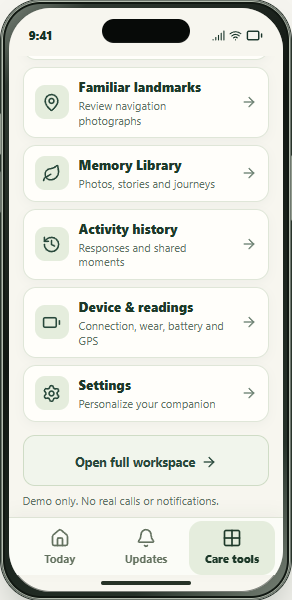 9:41
Familiar landmarks
Review navigation
photographs
Memory Library
Photos, stories and journeys
Activity history
Responses and shared
moments
Device & readings
Connection, wear, battery and
GPS
Settings
Personalize your companion
Open full workspace →
Demo only. No real calls or notifications.
Today
Updates
Care tools